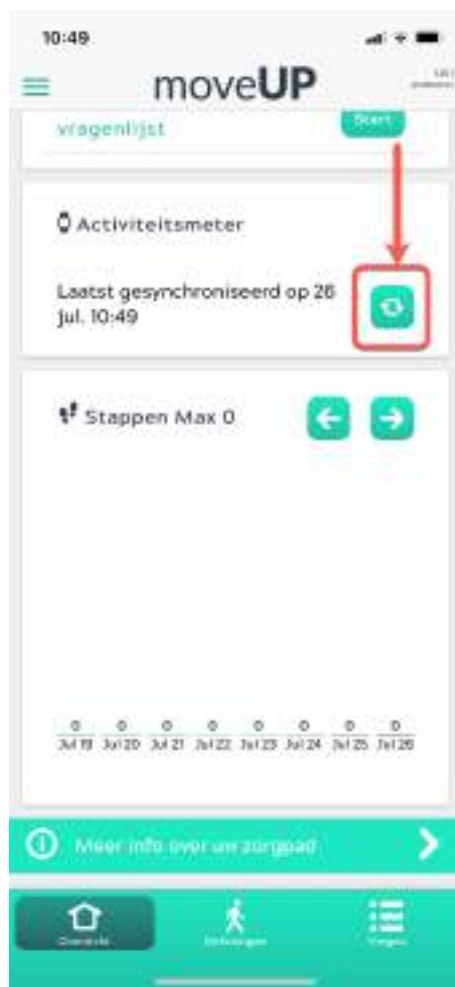 10:49
moveUP
vragenlijst
Start
Activiteitsmeter
Laatst gesynchroniseerd op 26
jul. 10:49
Stappen Max 0
0 0 0 0 0 0 0 0
Jul 19 Jul 20 Jul 21 Jul 22 Jul 23 Jul 24 Jul 25 Jul 26
Meer info over uw zorgpad
Overzicht
Oefeningen
Vragen